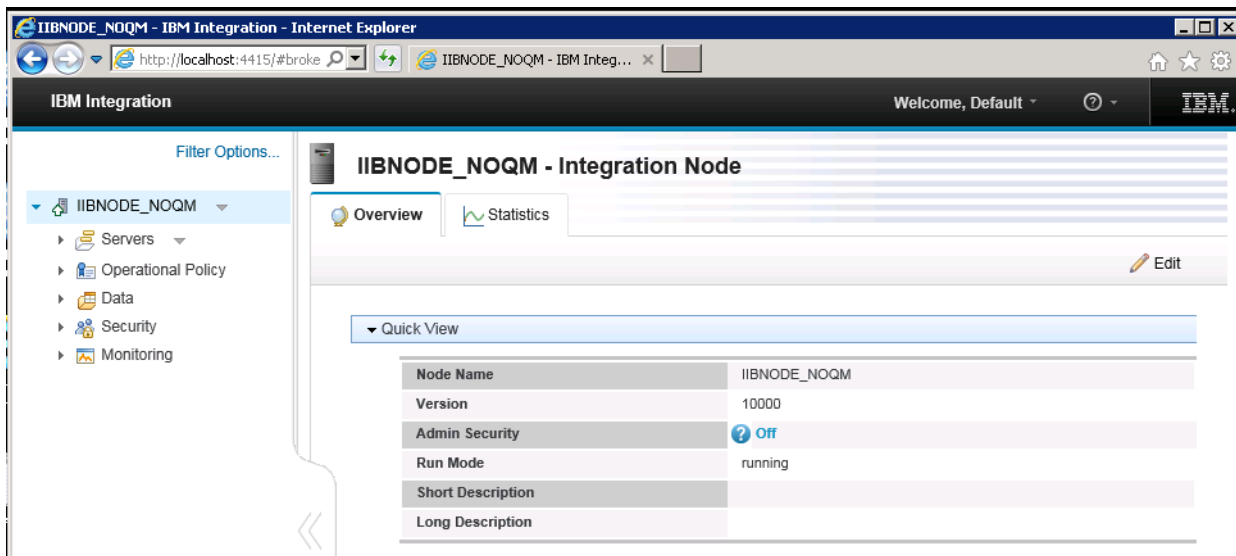 IIBNODE_NOQM - IBM Integration - Internet Explorer
http://localhost:4415/#broke
IIBNODE_NOQM - IBM Integ...
IBM Integration
Welcome, Default
IBM.
Filter Options...
IIBNODE_NOQM
Servers
Operational Policy
Data
Security
Monitoring
IIBNODE_NOQM - Integration Node
Overview
Statistics
Edit
Quick View
Node Name IIBNODE_NOQM
Version 10000
Admin Security ? Off
Run Mode running
Short Description
Long Description